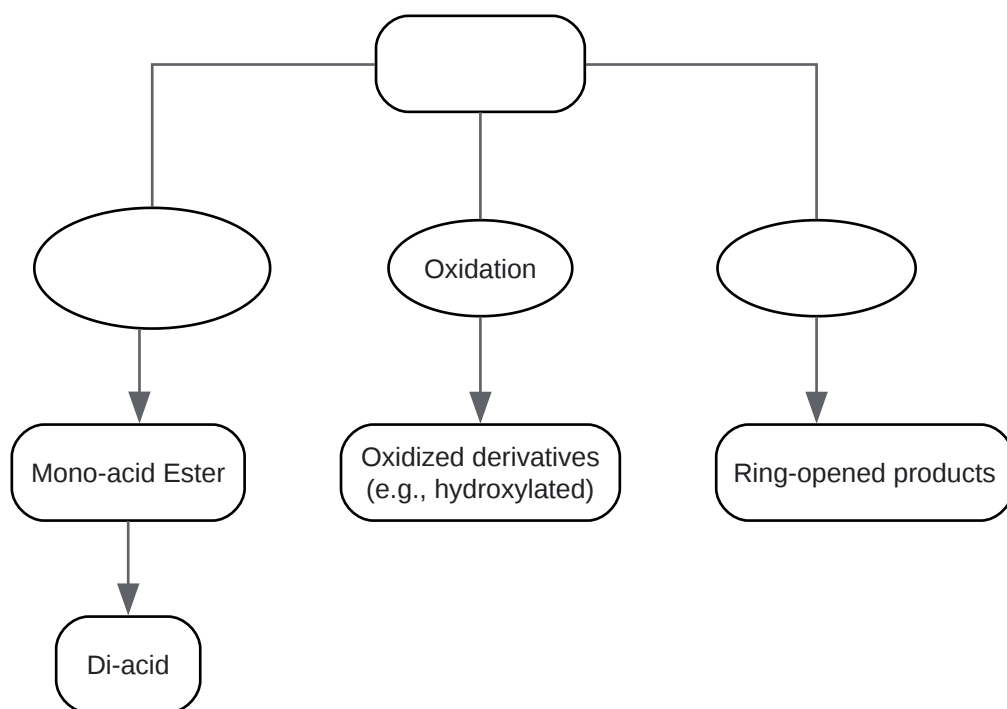 Oxidation
Mono-acid Ester
Oxidized derivatives
(e.g., hydroxylated)
Ring-opened products
Di-acid